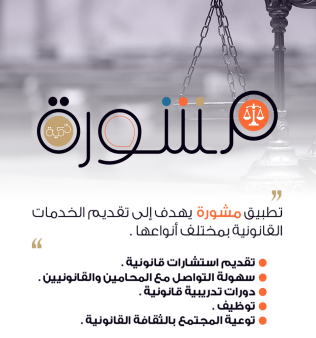 مشورة
تطبيق مشورة يهدف إلى تقديم الخدمات
القانونية بمختلف أنواعها .
تقديم استشارات قانونية .
سهولة التواصل مع المحامين والقانونيين .
دورات تدريبية قانونية .
توظيف .
توعية المجتمع بالثقافة القانونية .